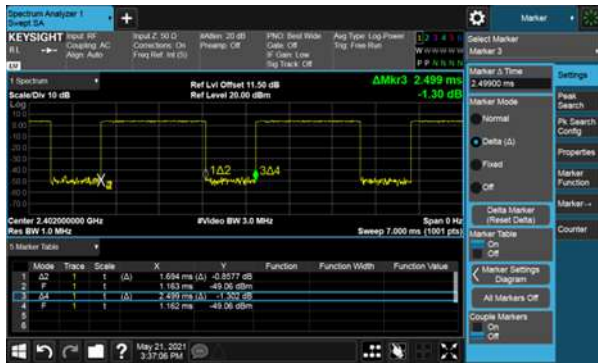 Spectrum Analyzer 1
Swept SA
Marker
KEYSIGHT Input: RF Input Z: 50 Ω #Atten: 20 dB PNO: Best Wide Avg Type: Log-Power 1 2 3 4 5 6
RL Coupling: AC Corrections: On Preamp: Off Gate: Off Trig: Free Run
Align: Auto Freq Ref: Int (S) IF Gain: Low
Sig Track: Off
Select Marker
Marker 3
1 Spectrum
Ref Lvl Offset 11.50 dB
ΔMkr3 2.499 ms
Scale/Div 10 dB
Ref Level 20.00 dBm
-1.30 dB
Log
1Δ2
3Δ4
Center 2.402000000 GHz
#Video BW 3.0 MHz
Span 0 Hz
Res BW 1.0 MHz
Sweep 7.000 ms (1001 pts)
5 Marker Table
Mode Trace Scale X Y Function Function Width Function Value
1 Δ2 1 t (Δ) 1.694 ms (Δ) -0.8577 dB
2 F 1 t 1.163 ms -49.06 dBm
3 Δ4 1 t (Δ) 2.499 ms (Δ) -1.302 dB
4 F 1 t 1.162 ms -49.06 dBm
5
6
May 21, 2021
3:37:06 PM
Marker Δ Time
2.49900 ms
Marker Mode
Normal
Delta (Δ)
Fixed
Off
Delta Marker
(Reset Delta)
Marker Table
On
Off
Marker Settings
Diagram
All Markers Off
Couple Markers
On
Off
Settings
Peak
Search
Pk Search
Config
Properties
Marker
Function
Marker→
Counter